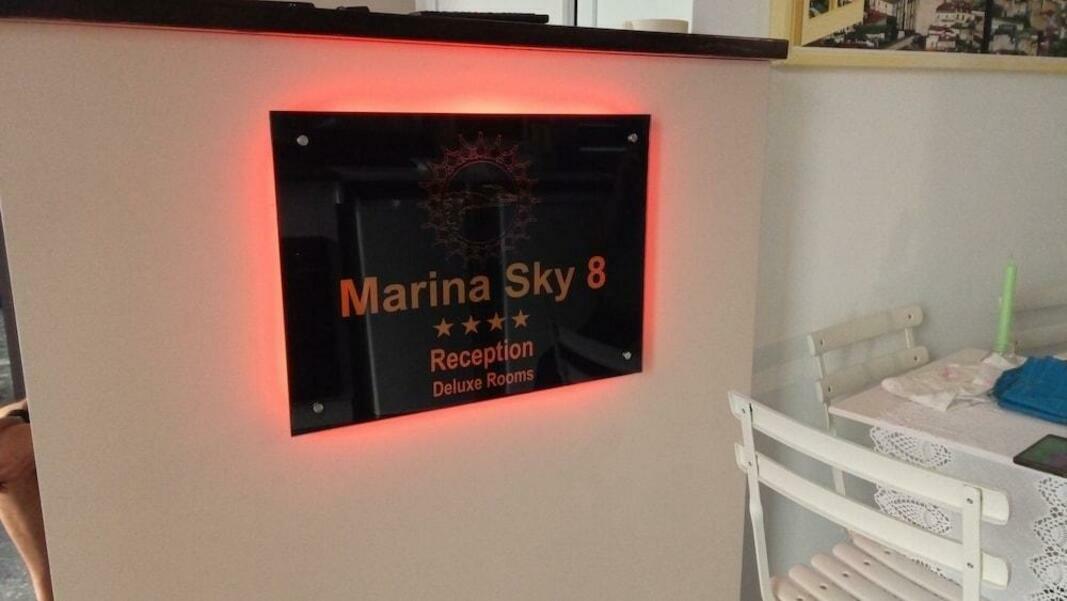 Marina Sky 8
★★★★
Reception
Deluxe Rooms